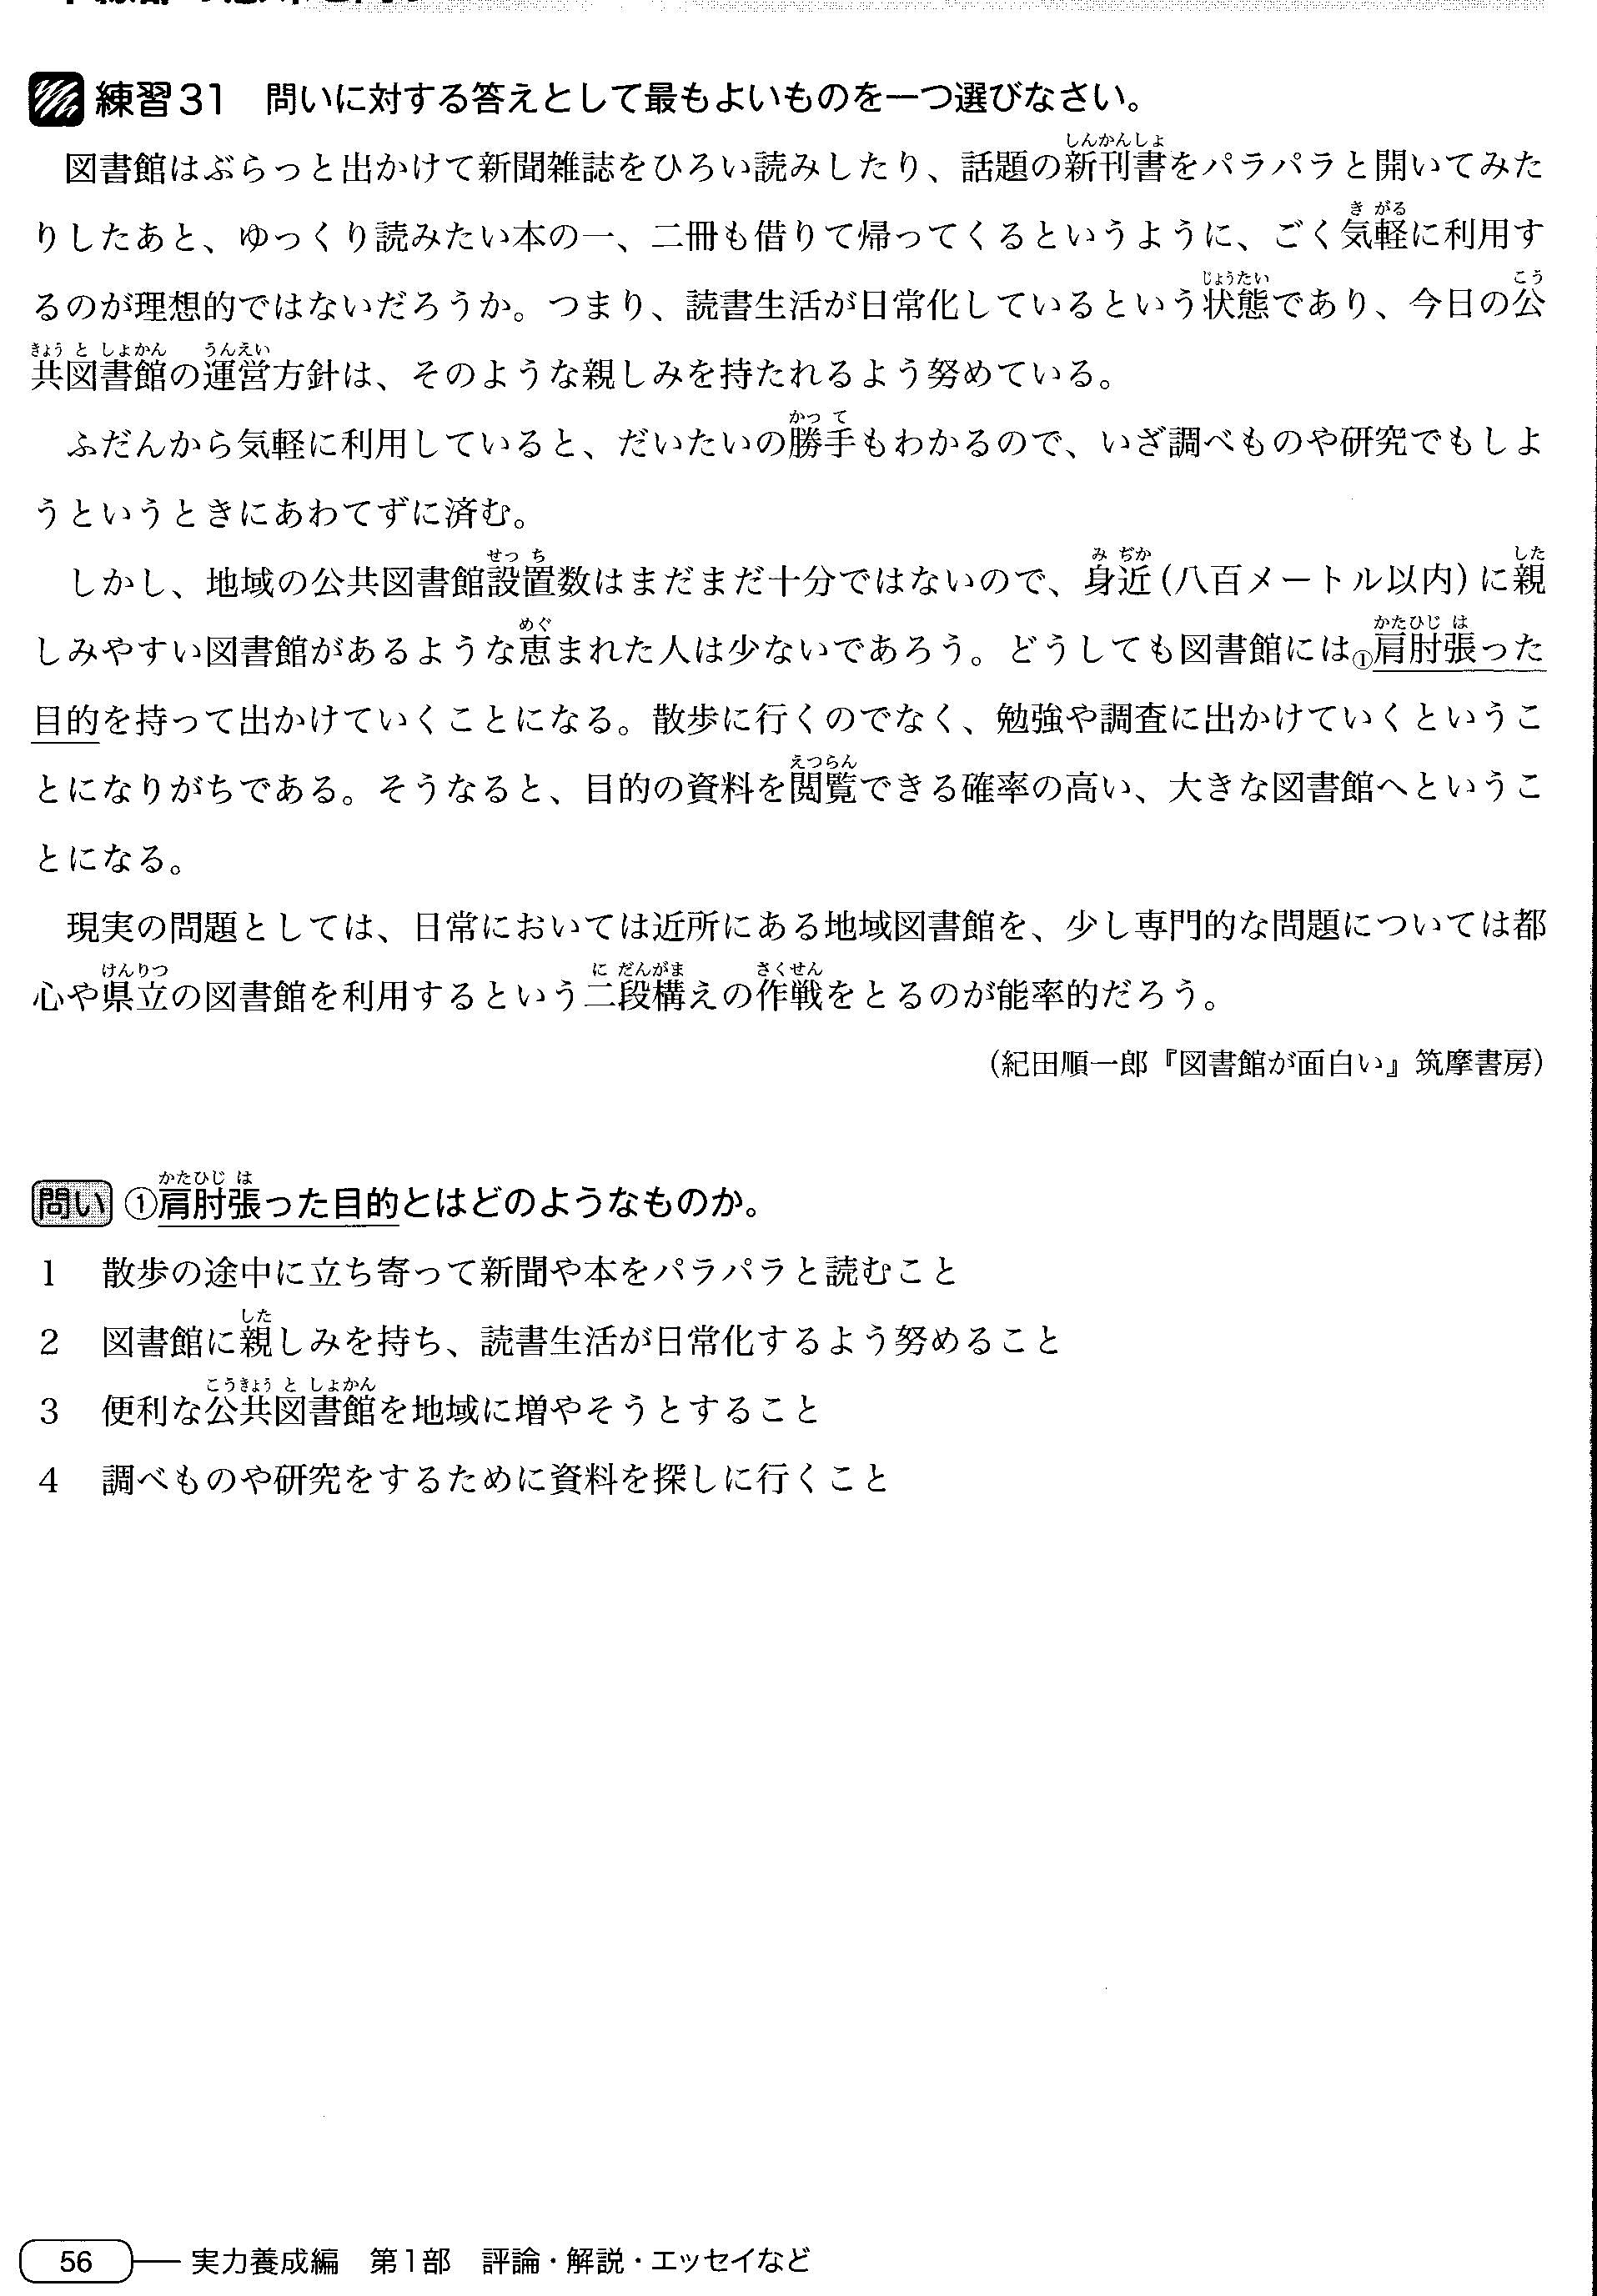 練習31 問いに対する答えとして最もよいものを一つ選びなさい。
図書館はぶらっと出かけて新聞雑誌をひろい読みしたり、話題の新刊書をパラパラと開いてみた
りしたあと、ゆっくり読みたい本の一、二冊も借りて帰ってくるというように、ごく気軽に利用す
るのが理想的ではないだろうか。つまり、読書生活が日常化しているという状態であり、今日の公
共図書館の運営方針は、そのような親しみを持たれるよう努めている。
ふだんから気軽に利用していると、だいたいの勝手もわかるので、いざ調べものや研究でもしよ
うというときにあわてずに済む。
しかし、地域の公共図書館設置数はまだまだ十分ではないので、身近(八百メートル以内)に親
しみやすい図書館があるような恵まれた人は少ないであろう。どうしても図書館には①肩肘張った
目的を持って出かけていくことになる。散歩に行くのでなく、勉強や調査に出かけていくというこ
とになりがちである。そうなると、目的の資料を閲覧できる確率の高い、大きな図書館へというこ
とになる。
現実の問題としては、日常においては近所にある地域図書館を、少し専門的な問題については都
心や県立の図書館を利用するという二段構えの作戦をとるのが能率的だろう。
(紀田順一郎『図書館が面白い』筑摩書房)
問い ①肩肘張った目的とはどのようなものか。
1 散歩の途中に立ち寄って新聞や本をパラパラと読むこと
2 図書館に親しみを持ち、読書生活が日常化するよう努めること
3 便利な公共図書館を地域に増やそうとすること
4 調べものや研究をするために資料を探しに行くこと
56 実力養成編 第1部 評論・解説・エッセイなど